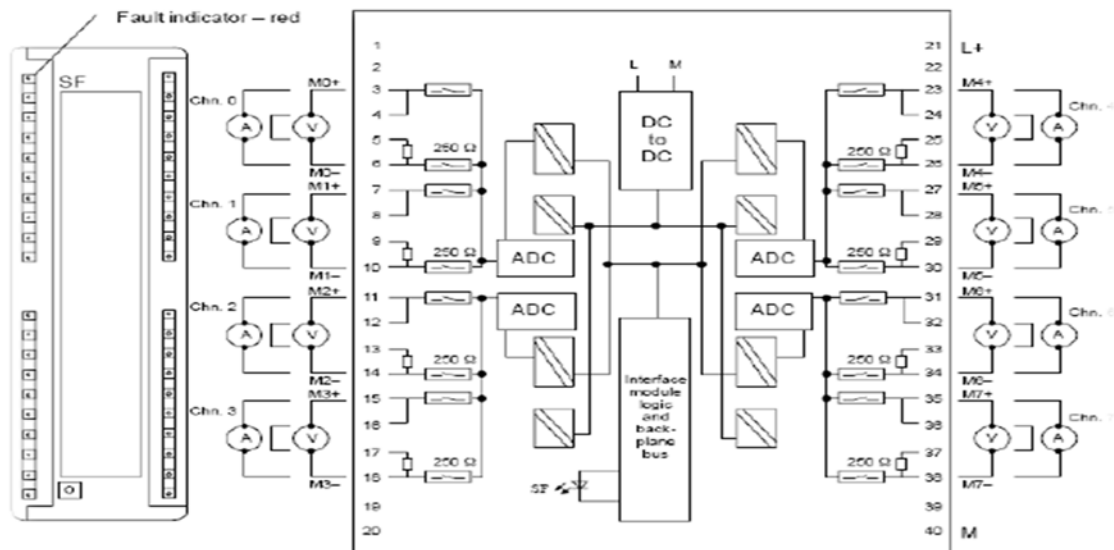 Fault indicator – red
SF
Chn. 0
A
V
M0+
M0–
Chn. 1
A
V
M1+
M1–
Chn. 2
A
V
M2+
M2–
Chn. 3
A
V
M3+
M3–
1
2
3
4
5
6
7
8
9
10
11
12
13
14
15
16
17
18
19
20
250 Ω
250 Ω
250 Ω
250 Ω
ADC
ADC
L M
DC
to
DC
Interface
module
logic
and
back-
plane
bus
SF
ADC
ADC
250 Ω
250 Ω
250 Ω
250 Ω
21 L+
22
23
24
25
26
27
28
29
30
31
32
33
34
35
36
37
38
39
40 M
M4+
M4–
V
A
Chn.
M5+
M5–
V
A
Chn.
M6+
M6–
V
A
Chn.
M7+
M7–
V
A
Chn.